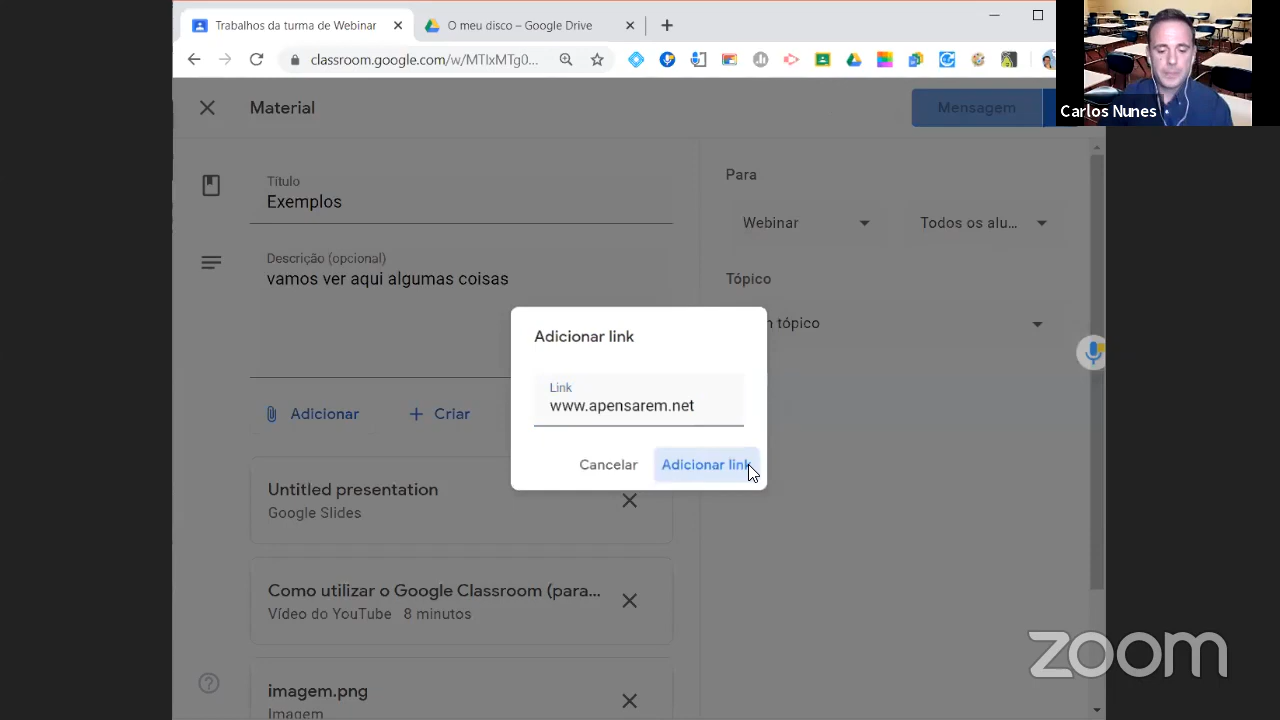 Trabalhos da turma de Webinar
O meu disco – Google Drive
classroom.google.com/w/MTIxMTg0...
Material
Mensagem
Carlos Nunes
Título
Exemplos
Para
Webinar
Todos os alu...
Descrição (opcional)
vamos ver aqui algumas coisas
Tópico
tópico
Adicionar link
Link
www.apensarem.net
Cancelar
Adicionar link
Adicionar
Criar
Untitled presentation
Google Slides
Como utilizar o Google Classroom (para...
Vídeo do YouTube 8 minutos
imagem.png
Imagem
zoom